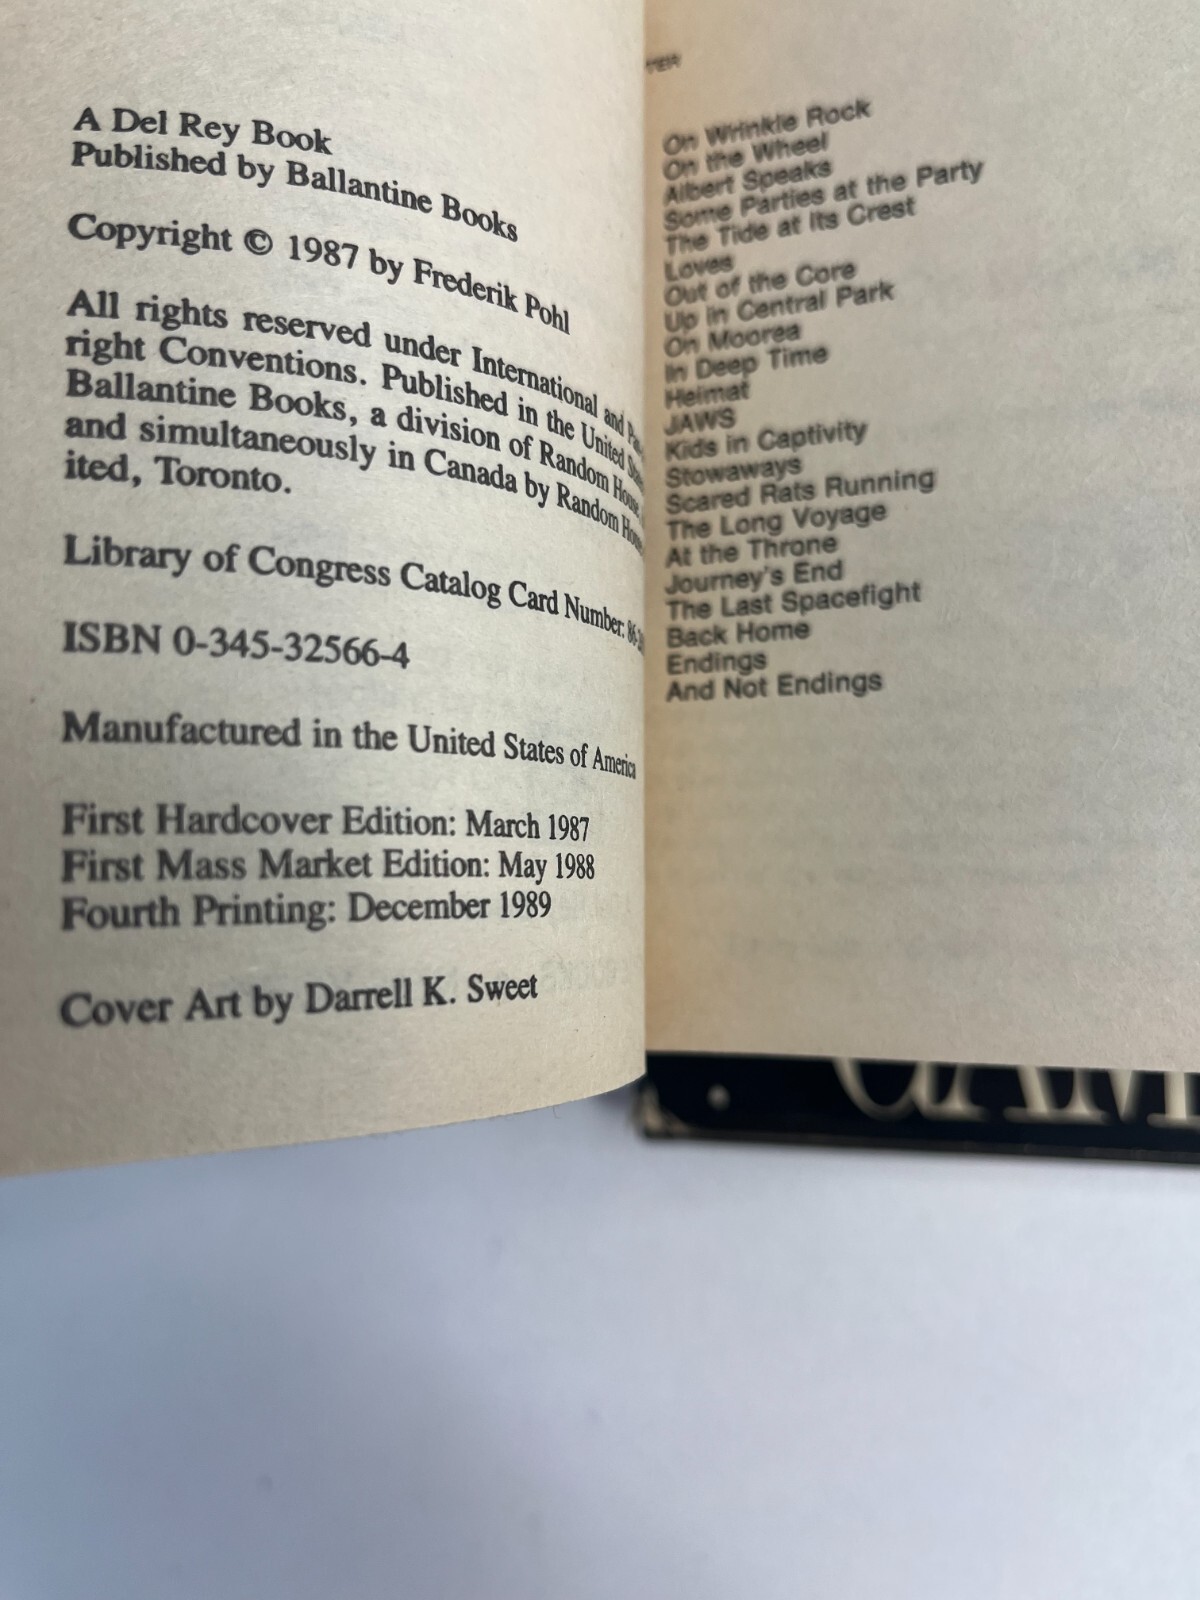 A Del Rey Book
Published by Ballantine Books
Copyright © 1987 by Frederik Pohl
All rights reserved under International and
right Conventions. Published in the United
Ballantine Books, a division of Random House,
and simultaneously in Canada by Random House
ited, Toronto.
Library of Congress Catalog Card Number: 86-
ISBN 0-345-32566-4
Manufactured in the United States of America
First Hardcover Edition: March 1987
First Mass Market Edition: May 1988
Fourth Printing: December 1989
Cover Art by Darrell K. Sweet
TER
On Wrinkle Rock
On the Wheel
Albert Speaks
Some Parties at the Party
The Tide at Its Crest
Loves
Out of the Core
Up in Central Park
On Moorea
In Deep Time
Heimat
JAWS
Kids in Captivity
Stowaways
Scared Rats Running
The Long Voyage
At the Throne
Journey's End
The Last Spacefight
Back Home
Endings
And Not Endings